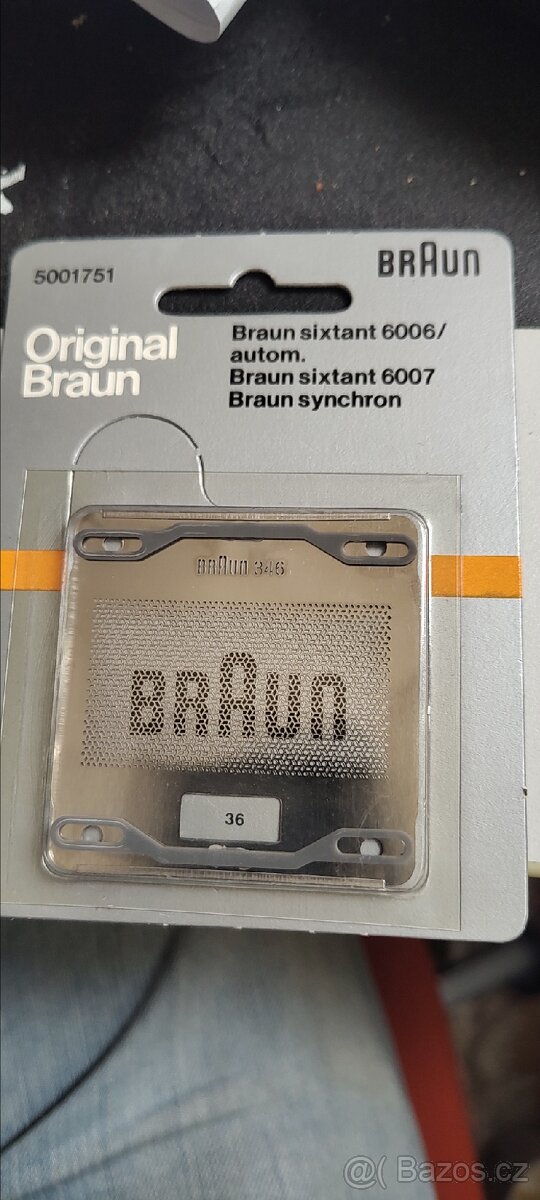 5001751
BRAUN
Original
Braun
Braun sixtant 6006/
autom.
Braun sixtant 6007
Braun synchron
BRAUN 346
BRAUN
36
@( Bazos.cz